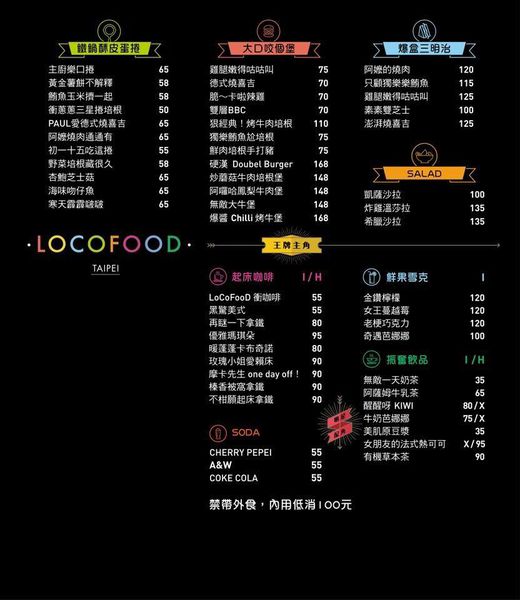 鐵鍋酥皮蛋捲
主廚樂口捲 65
黃金薯餅不解釋 58
鮪魚玉米擠一起 58
衝蔥蔥三星捲培根 50
PAUL愛德式燒喜吉 65
阿嬤燒肉通通有 65
初一十五吃這捲 55
野菜培根藏很久 58
杏鮑芝士菇 65
海味吻仔魚 65
寒天霹靂啵啵 65
大口咬個堡
雞腿嫩得咕咕叫 75
德式燒喜吉 70
脆～卡啦辣雞 70
雙層BBC 70
狠經典！烤牛肉培根 110
獨樂鮪魚尬培根 75
鮮肉培根手打豬 75
硬漢 Doubel Burger 168
炒蘑菇牛肉培根堡 148
阿囉哈鳳梨牛肉堡 148
無敵大牛堡 148
爆醬 Chilli 烤牛堡 168
爆盒三明治
阿嬤的燒肉 120
只顧獨樂樂鮪魚 115
雞腿嫩得咕咕叫 125
素素雙芝士 100
澎湃燒喜吉 125
SALAD
凱薩沙拉 100
炸雞溫莎拉 135
希臘沙拉 135
LOCOFOOD
TAIPEI
王牌主角
起床咖啡 I/H
LoCoFooD 衝咖啡 55
黑驚美式 55
再瞇一下拿鐵 80
優雅瑪琪朵 95
暖蓬蓬卡布奇諾 80
玫瑰小姐愛賴床 90
摩卡先生 one day off！ 90
榛香被窩拿鐵 90
不柑願起床拿鐵 90
SODA
CHERRY PEPEI 55
A&W 55
COKE COLA 55
鮮果雪克 I
金鑽檸檬 120
女王蔓越莓 120
老梗巧克力 120
奇遇芭娜娜 100
振奮飲品 I/H
無敵一天奶茶 35
阿薩姆牛乳茶 65
醒醒呀 KIWI 80/X
牛奶芭娜娜 75/X
美肌原豆漿 35
女朋友的法式熱可可 X/95
有機草本茶 90
禁帶外食，內用低消100元